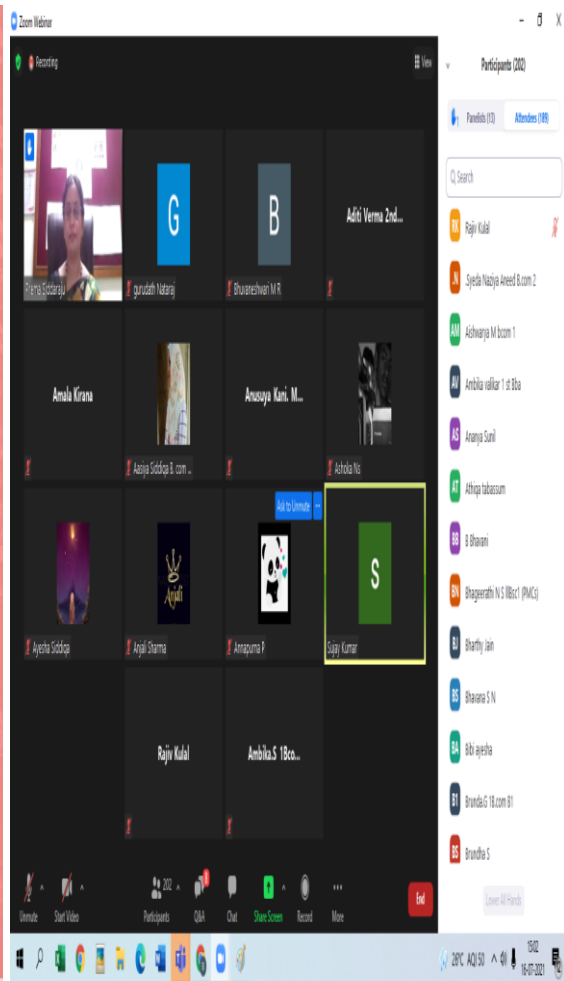 Zoom Webinar
Recording
View
Participants (202)
Panelists (13)
Attendees (189)
Search
Prema Siddaraju
G
gurudath Nataraj
B
Bhuvaneshwari M R
Aditi Verma 2nd...
Amala Kirana
Aasiya Siddiqa B. com ...
Anusuya Kani. M...
Ashoka Ns
Ask to Unmute
Ayesha Siddiqa
Anjali
Anjali Sharma
Annapurna P
S
Sujay Kumar
Rajiv Kulal
Ambika.S 1Bco...
RK Rajiv Kulal
.N .Syeda Naziya Aneed B.com 2
AM Aishwarya M bcom 1
AV Ambika valikar 1 st Bba
AS Ananya Sunil
AT Athiqa tabassum
BB B Bhavani
BN Bhageerathi N S IIIBsc1 (PMCs)
BJ Bharthy Jain
BS Bhavana S N
BA Bibi ayesha
B1 Brunda.G 1B.com B1
BS Brundha S
Lower All Hands
Unmute
Start Video
202
Participants
Q&A
Chat
Share Screen
Record
More
End
26°C AQI 50
1502
16-07-2021